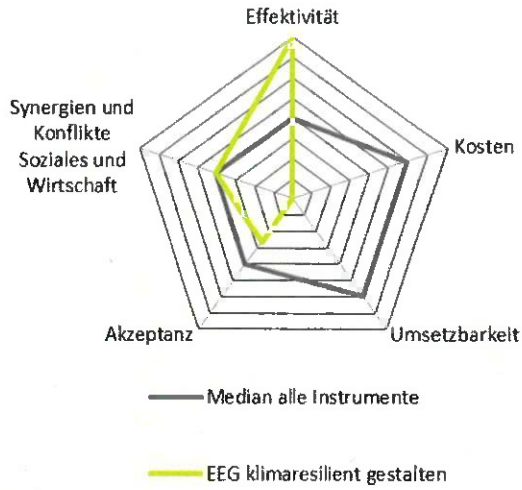 Effektivität
Synergien und
Konflikte
Soziales und
Wirtschaft
Kosten
Akzeptanz
Umsetzbarkeit
Median alle Instrumente
EEG klimaresilient gestalten